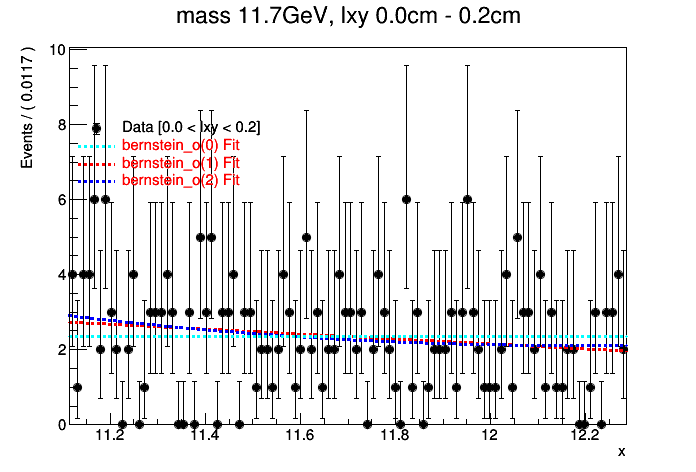 mass 11.7GeV, lxy 0.0cm - 0.2cm
Events / ( 0.0117 )
10
8
6
4
2
0
Data [0.0 < lxy < 0.2]
bernstein_o(0) Fit
bernstein_o(1) Fit
bernstein_o(2) Fit
11.2 11.4 11.6 11.8 12 12.2
x